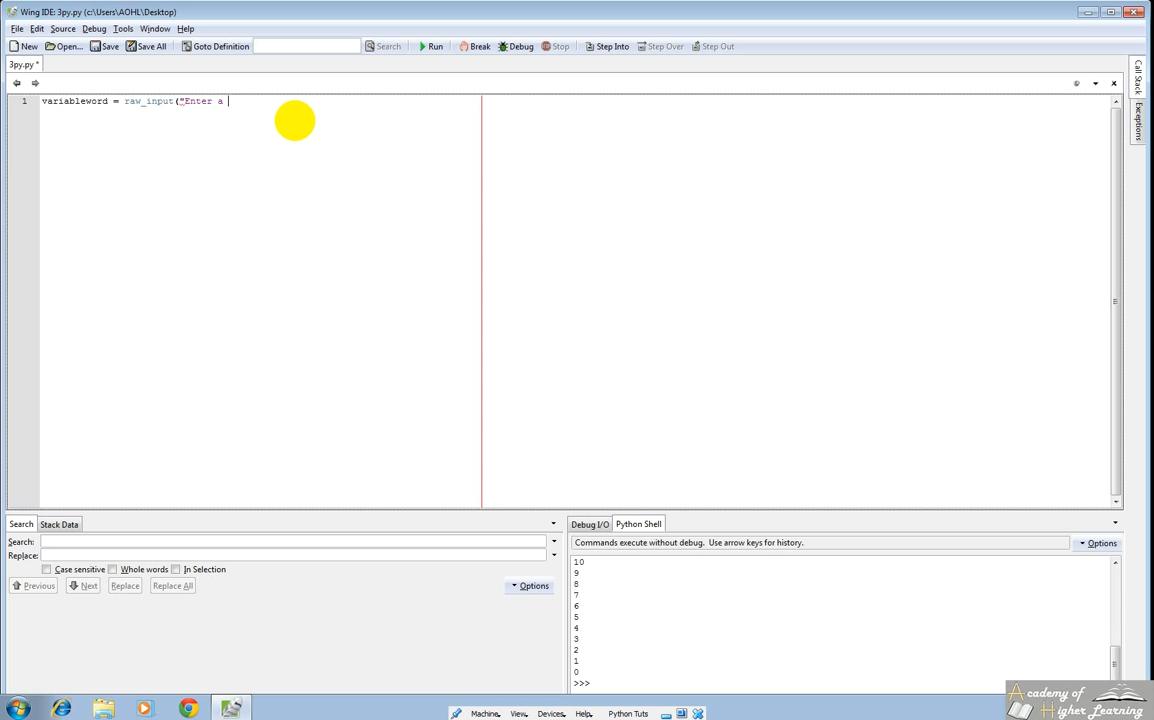 Wing IDE: 3py.py (c:\Users\AOHL\Desktop)
File Edit Source Debug Tools Window Help
New Open... Save Save All Goto Definition Search Run Break Debug Stop Step Into Step Over Step Out
3py.py *
1 variableword = raw_input("Enter a
Call Stack
Exceptions
Search Stack Data
Search:
Replace:
Case sensitive Whole words In Selection
Previous Next Replace Replace All Options
Debug I/O Python Shell
Commands execute without debug. Use arrow keys for history. Options
10
9
8
7
6
5
4
3
2
1
0
>>>
Machine View Devices Help Python Tuts
Academy of
Higher Learning